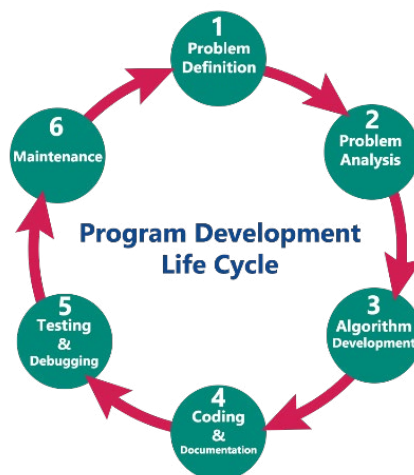 1
Problem
Definition
2
Problem
Analysis
3
Algorithm
Development
4
Coding
&
Documentation
5
Testing
&
Debugging
6
Maintenance
Program Development
Life Cycle